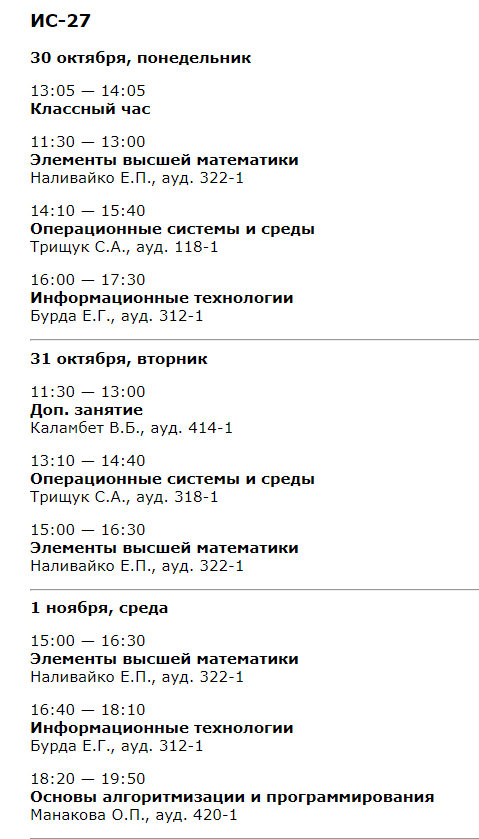 ИС-27
30 октября, понедельник
13:05 — 14:05
Классный час
11:30 — 13:00
Элементы высшей математики
Наливайко Е.П., ауд. 322-1
14:10 — 15:40
Операционные системы и среды
Трищук С.А., ауд. 118-1
16:00 — 17:30
Информационные технологии
Бурда Е.Г., ауд. 312-1
31 октября, вторник
11:30 — 13:00
Доп. занятие
Каламбет В.Б., ауд. 414-1
13:10 — 14:40
Операционные системы и среды
Трищук С.А., ауд. 318-1
15:00 — 16:30
Элементы высшей математики
Наливайко Е.П., ауд. 322-1
1 ноября, среда
15:00 — 16:30
Элементы высшей математики
Наливайко Е.П., ауд. 322-1
16:40 — 18:10
Информационные технологии
Бурда Е.Г., ауд. 312-1
18:20 — 19:50
Основы алгоритмизации и программирования
Манакова О.П., ауд. 420-1